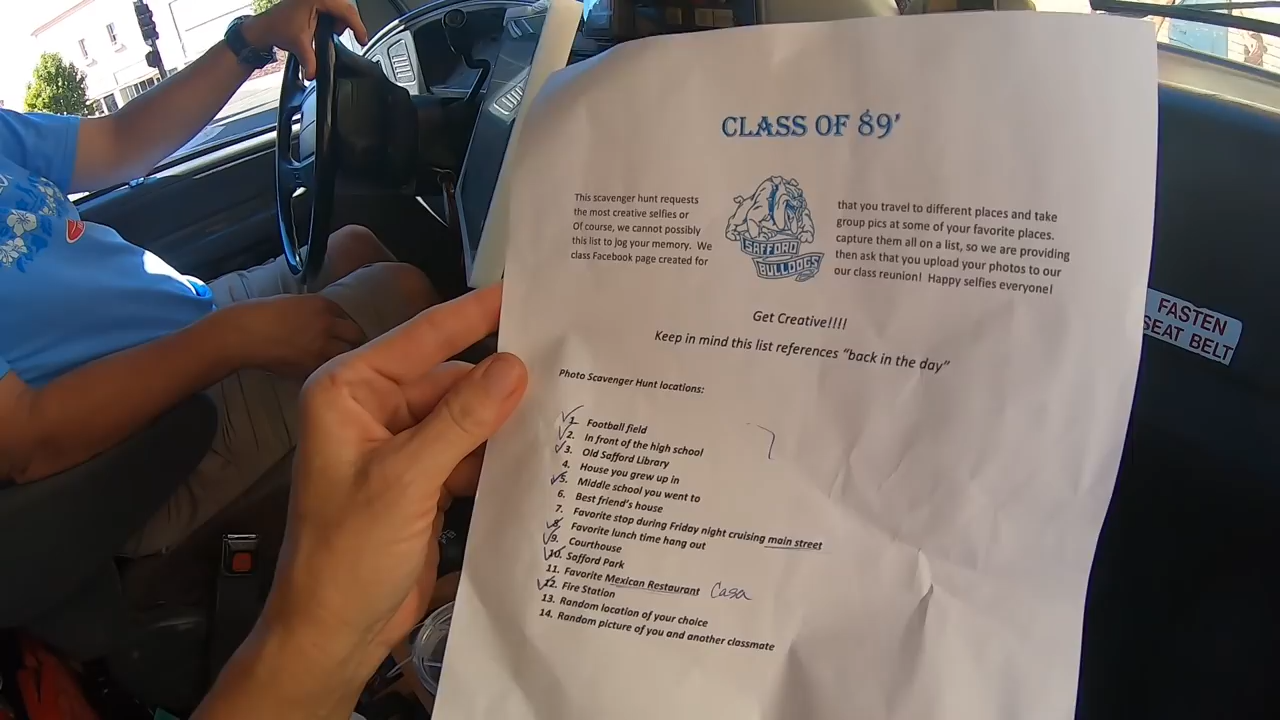 CLASS OF 89'
This scavenger hunt requests
the most creative selfies or
Of course, we cannot possibly
this list to jog your memory. We
class Facebook page created for
SAFFORD
BULLDOGS
that you travel to different places and take
group pics at some of your favorite places.
capture them all on a list, so we are providing
then ask that you upload your photos to our
our class reunion! Happy selfies everyone!
Get Creative!!!!
Keep in mind this list references "back in the day"
Photo Scavenger Hunt locations:
1. Football field
2. In front of the high school
3. Old Safford Library
4. House you grew up in
5. Middle school you went to
6. Best friend's house
7. Favorite stop during Friday night cruising main street
8. Favorite lunch time hang out
9. Courthouse
10. Safford Park
11. Favorite Mexican Restaurant Casa
12. Fire Station
13. Random location of your choice
14. Random picture of you and another classmate
FASTEN
SEAT BELT